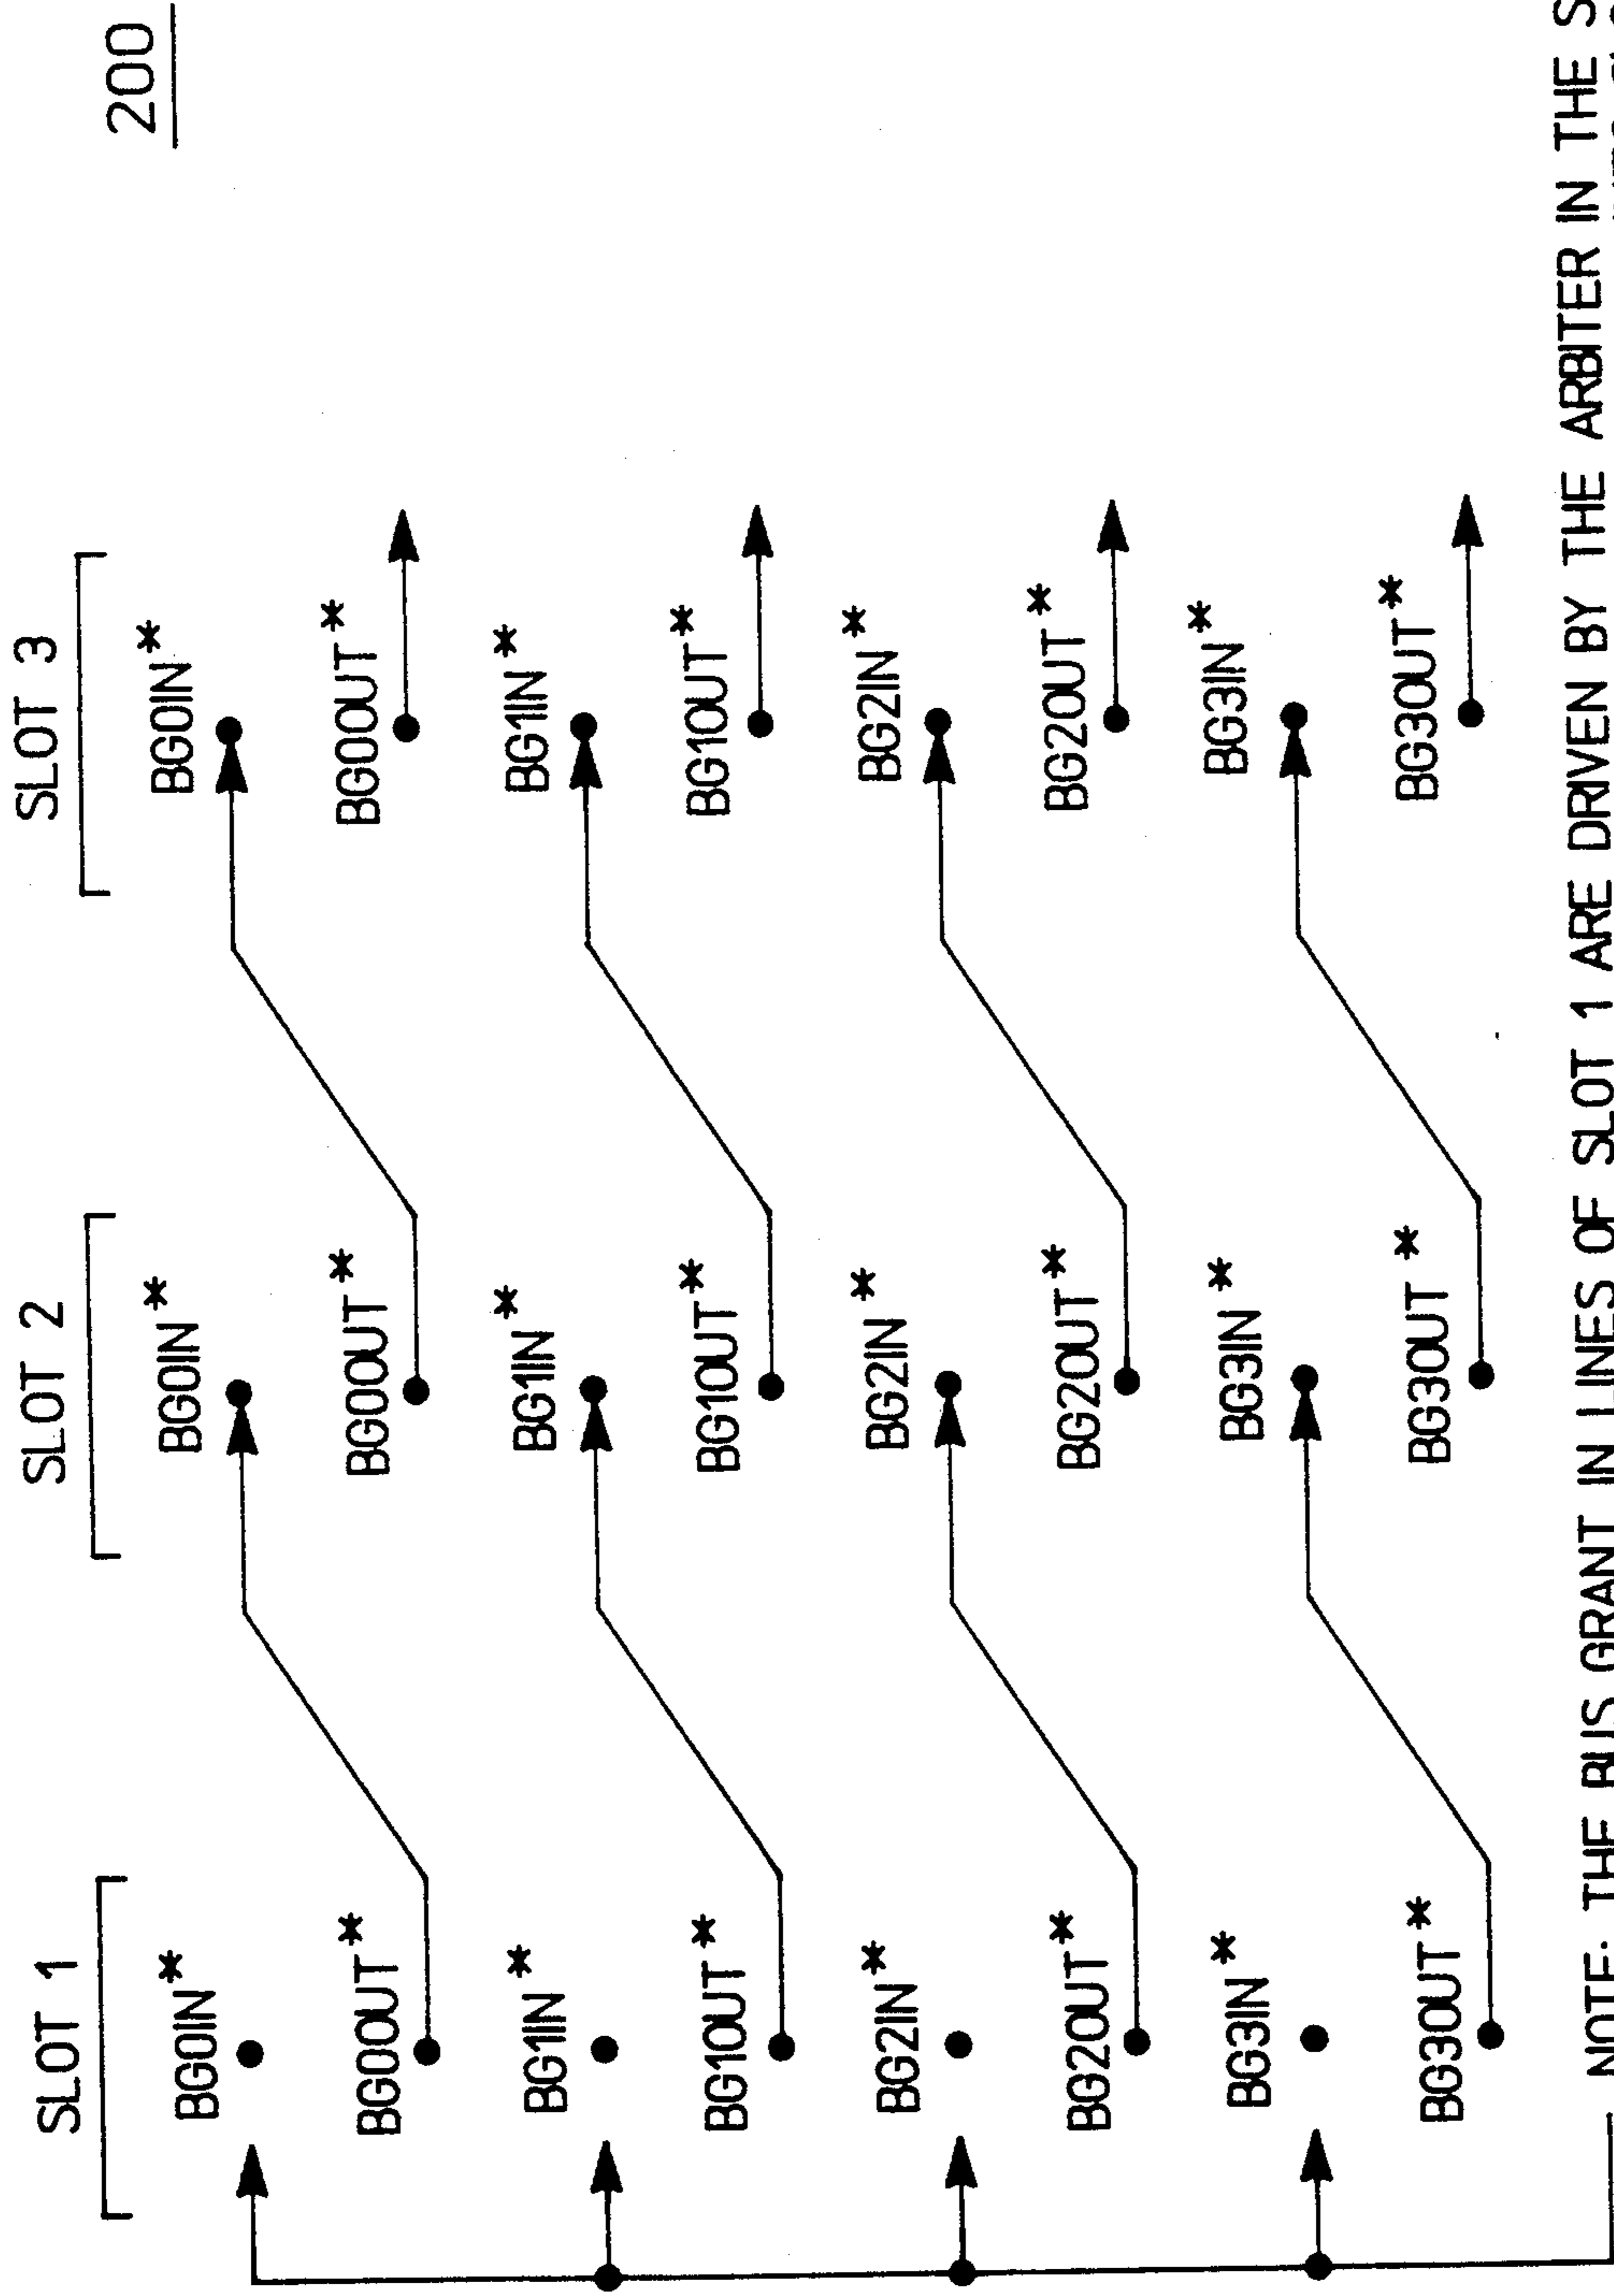 SLOT 1 SLOT 2 SLOT 3
200
BG0IN* BG0IN* BG0IN*
BG0OUT* BG0OUT* BG0OUT*
BG1IN* BG1IN* BG1IN*
BG1OUT* BG1OUT* BG1OUT*
BG2IN* BG2IN* BG2IN*
BG2OUT* BG2OUT* BG2OUT*
BG3IN* BG3IN* BG3IN*
BG3OUT* BG3OUT* BG3OUT*
NOTE: THE BUS GRANT IN LINES OF SLOT 1 ARE DRIVEN BY THE ARBITER IN THE S